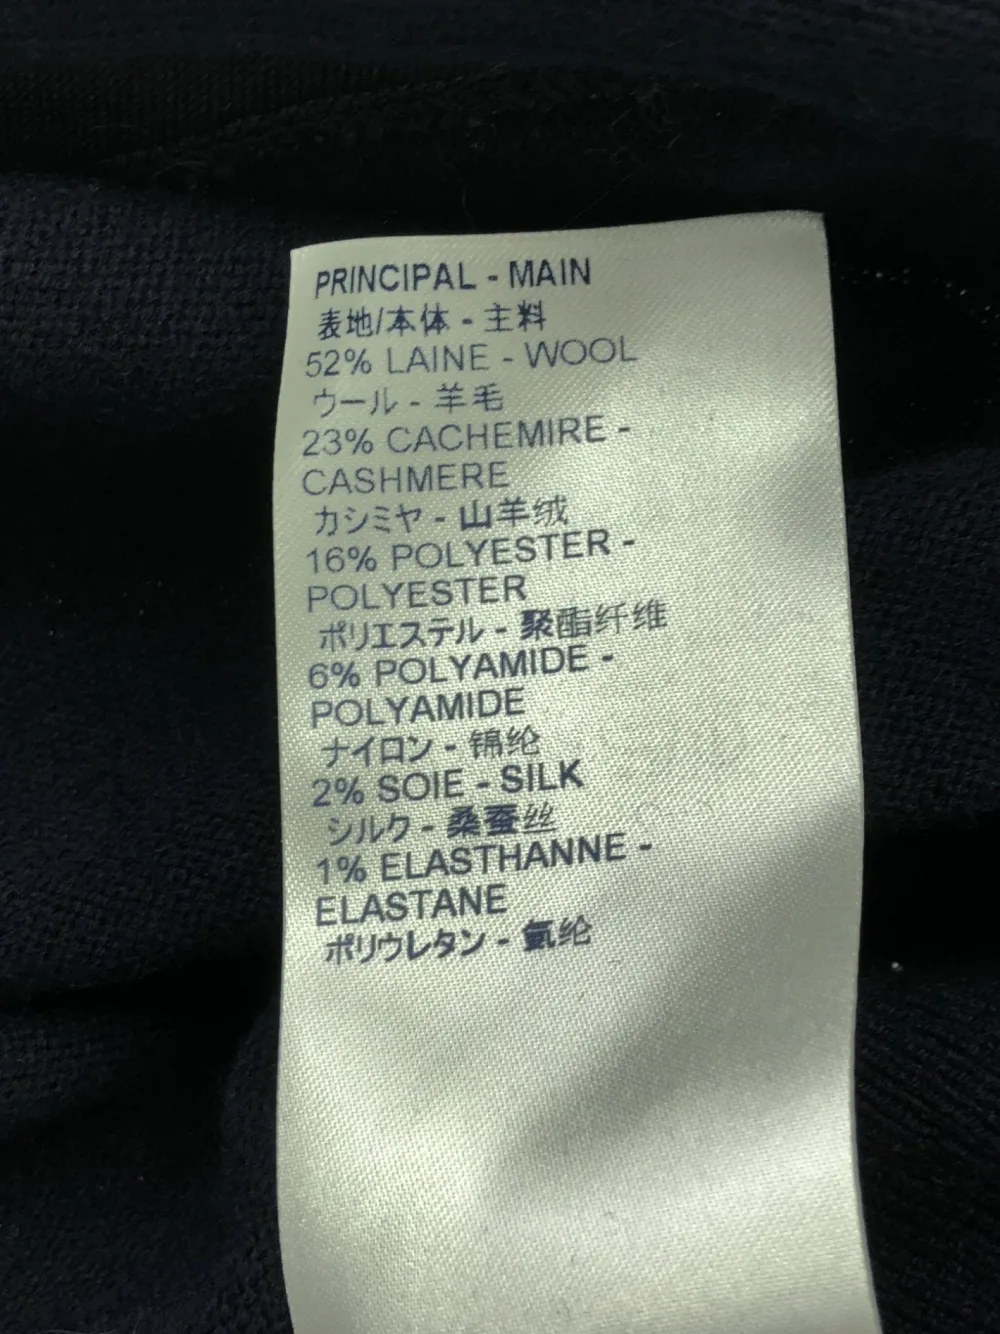 PRINCIPAL - MAIN
表地/本体 - 主料
52% LAINE - WOOL
ウール - 羊毛
23% CACHEMIRE -
CASHMERE
カシミヤ - 山羊绒
16% POLYESTER -
POLYESTER
ポリエステル - 聚酯纤维
6% POLYAMIDE -
POLYAMIDE
ナイロン - 锦纶
2% SOIE - SILK
シルク - 桑蚕丝
1% ELASTHANNE -
ELASTANE
ポリウレタン - 氨纶